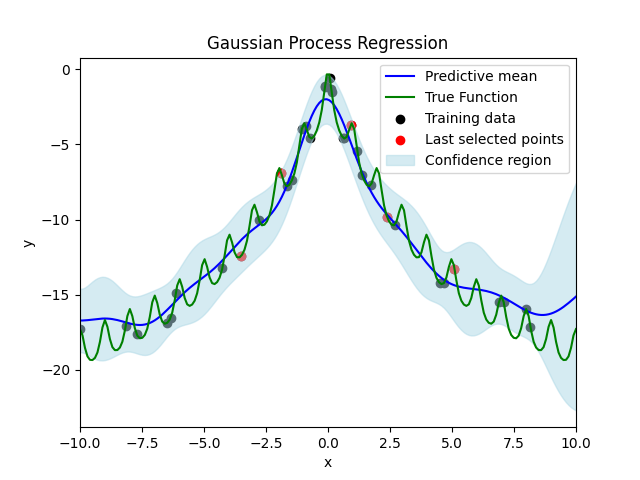 Gaussian Process Regression
Predictive mean
True Function
Training data
Last selected points
Confidence region
y
0
−5
−10
−15
−20
−10.0 −7.5 −5.0 −2.5 0.0 2.5 5.0 7.5 10.0
x